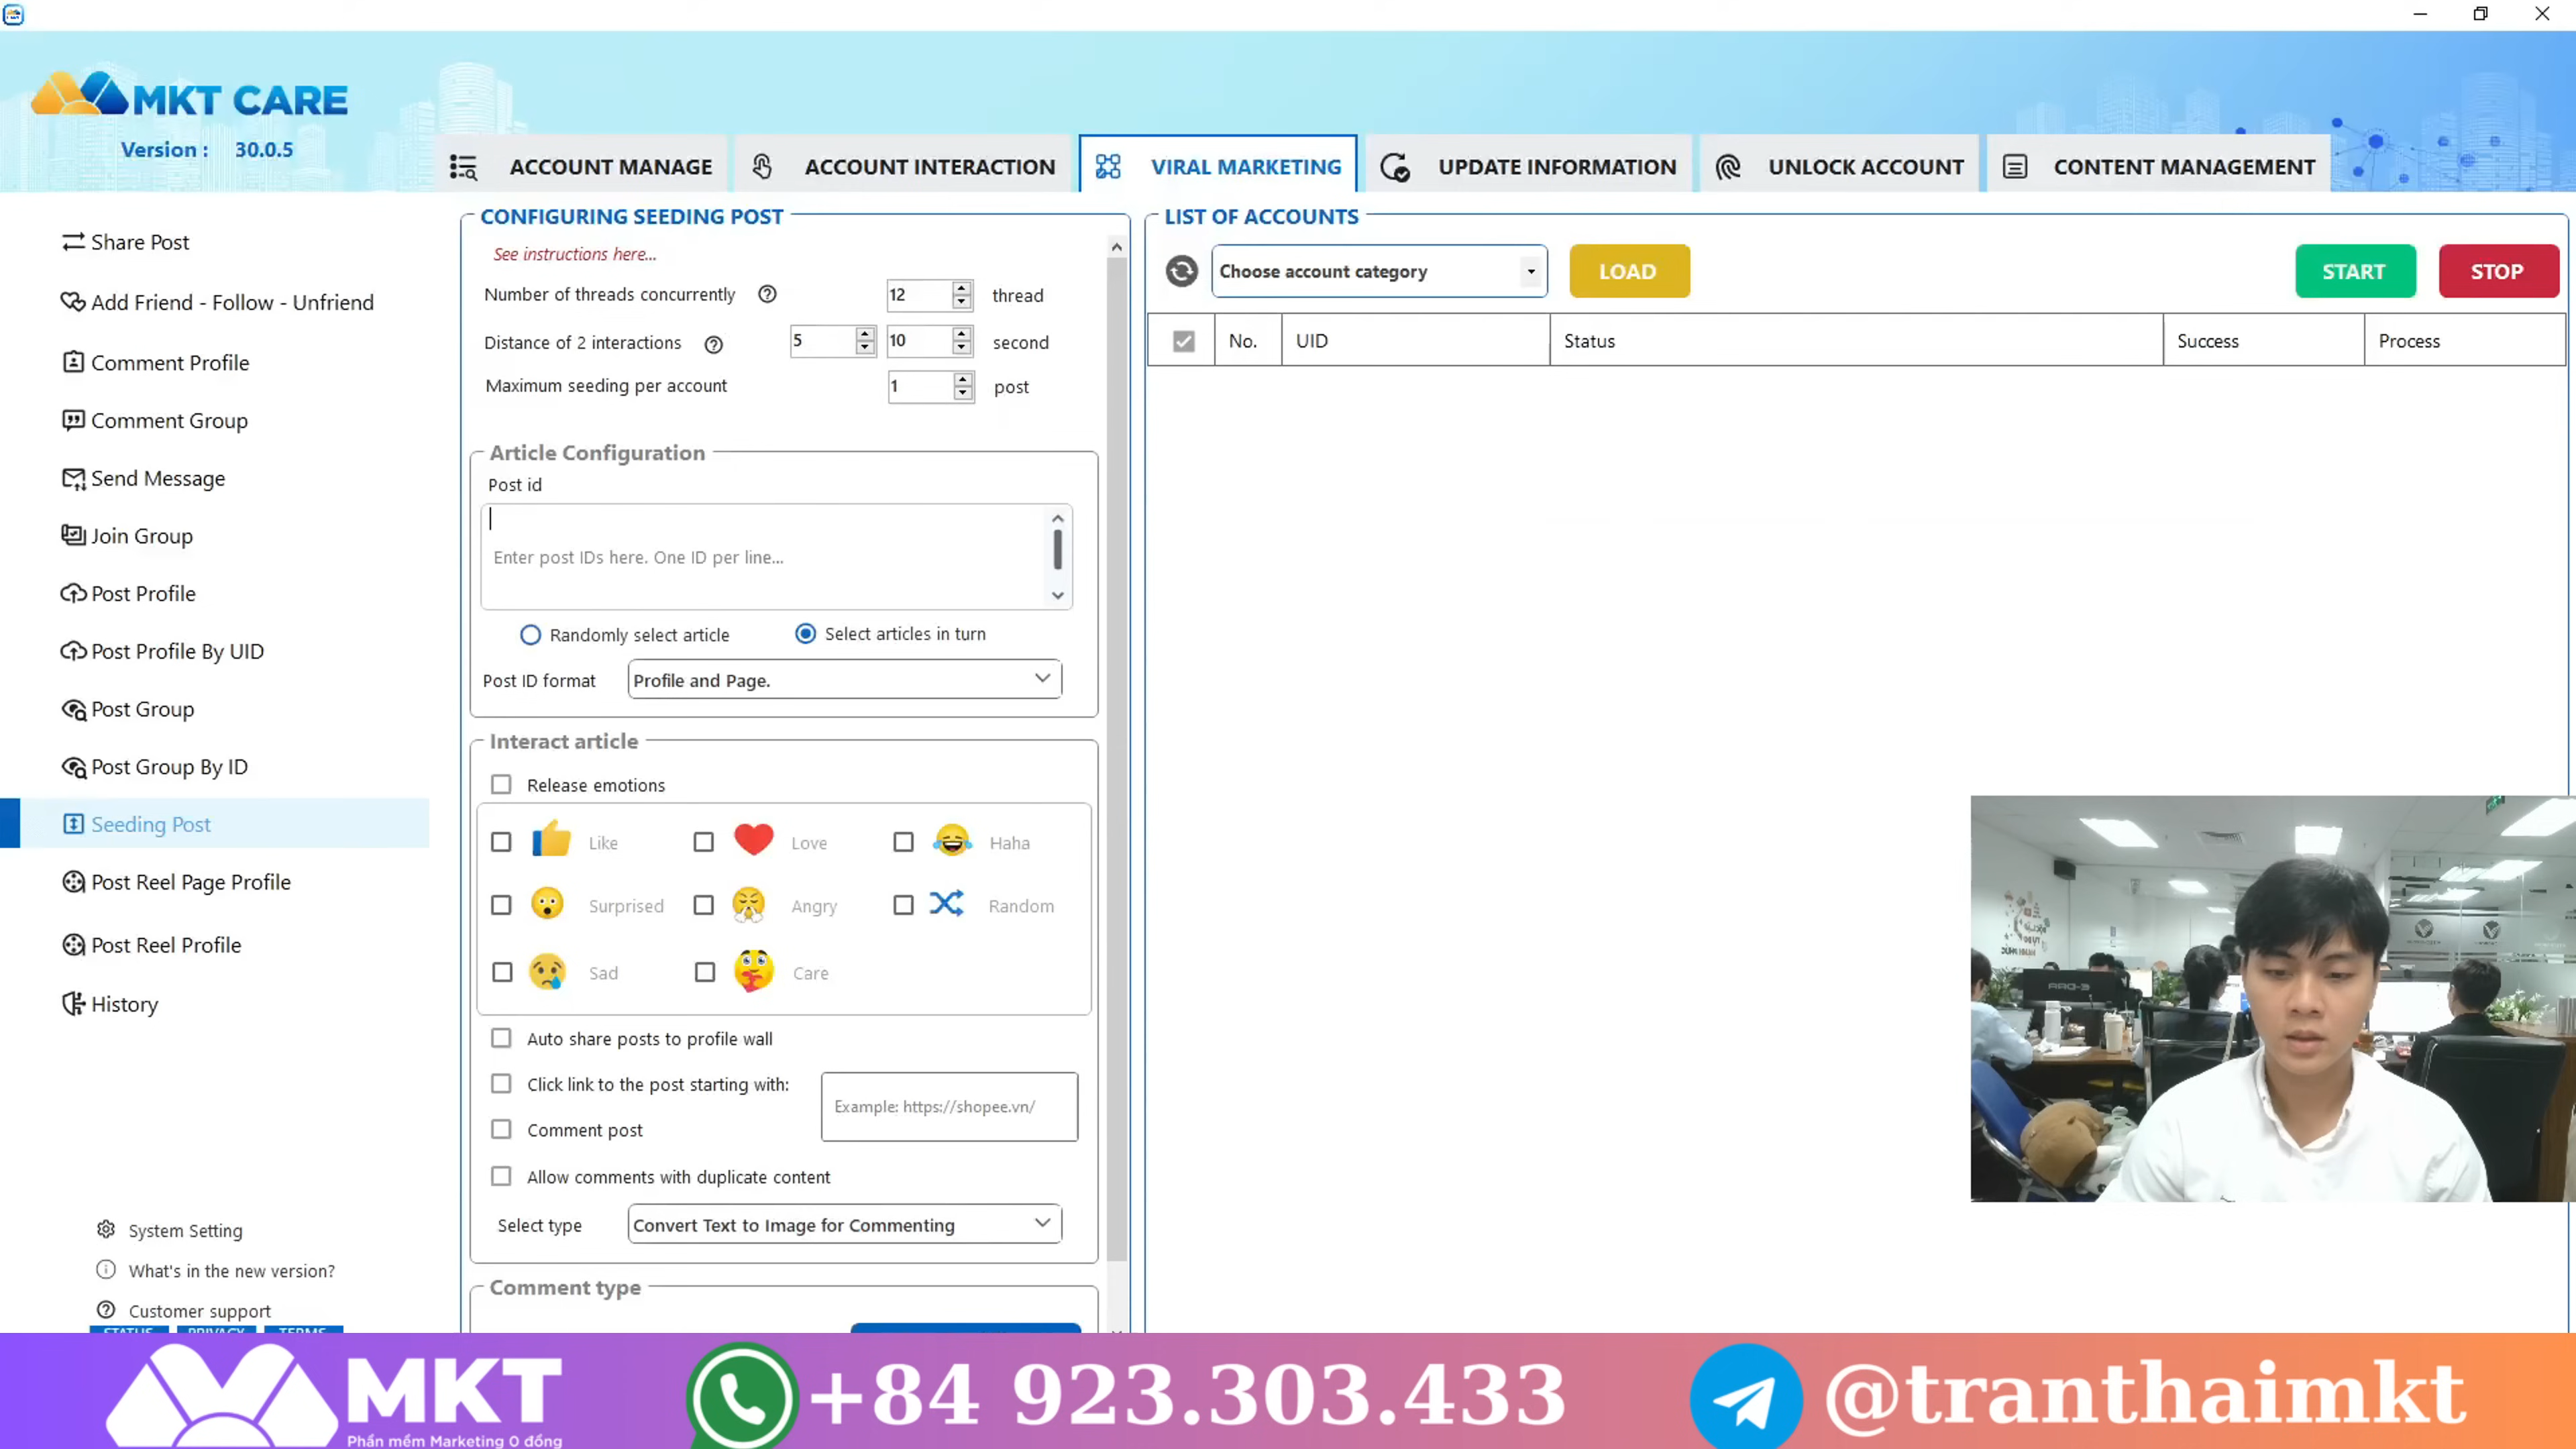 MKT CARE
Version : 30.0.5
ACCOUNT MANAGE
ACCOUNT INTERACTION
VIRAL MARKETING
UPDATE INFORMATION
UNLOCK ACCOUNT
CONTENT MANAGEMENT
Share Post
Add Friend - Follow - Unfriend
Comment Profile
Comment Group
Send Message
Join Group
Post Profile
Post Profile By UID
Post Group
Post Group By ID
Seeding Post
Post Reel Page Profile
Post Reel Profile
History
System Setting
What's in the new version?
Customer support
STATUS PRIVACY TERMS
CONFIGURING SEEDING POST
See instructions here...
Number of threads concurrently 12 thread
Distance of 2 interactions 5 10 second
Maximum seeding per account 1 post
Article Configuration
Post id
Enter post IDs here. One ID per line...
Randomly select article Select articles in turn
Post ID format Profile and Page.
Interact article
Release emotions
Like Love Haha
Surprised Angry Random
Sad Care
Auto share posts to profile wall
Click link to the post starting with:
Example: https://shopee.vn/
Comment post
Allow comments with duplicate content
Select type Convert Text to Image for Commenting
Comment type
LIST OF ACCOUNTS
Choose account category LOAD START STOP
No. UID Status Success Process
MKT
Phần mềm Marketing 0 đồng
+84 923.303.433
@tranthaimkt